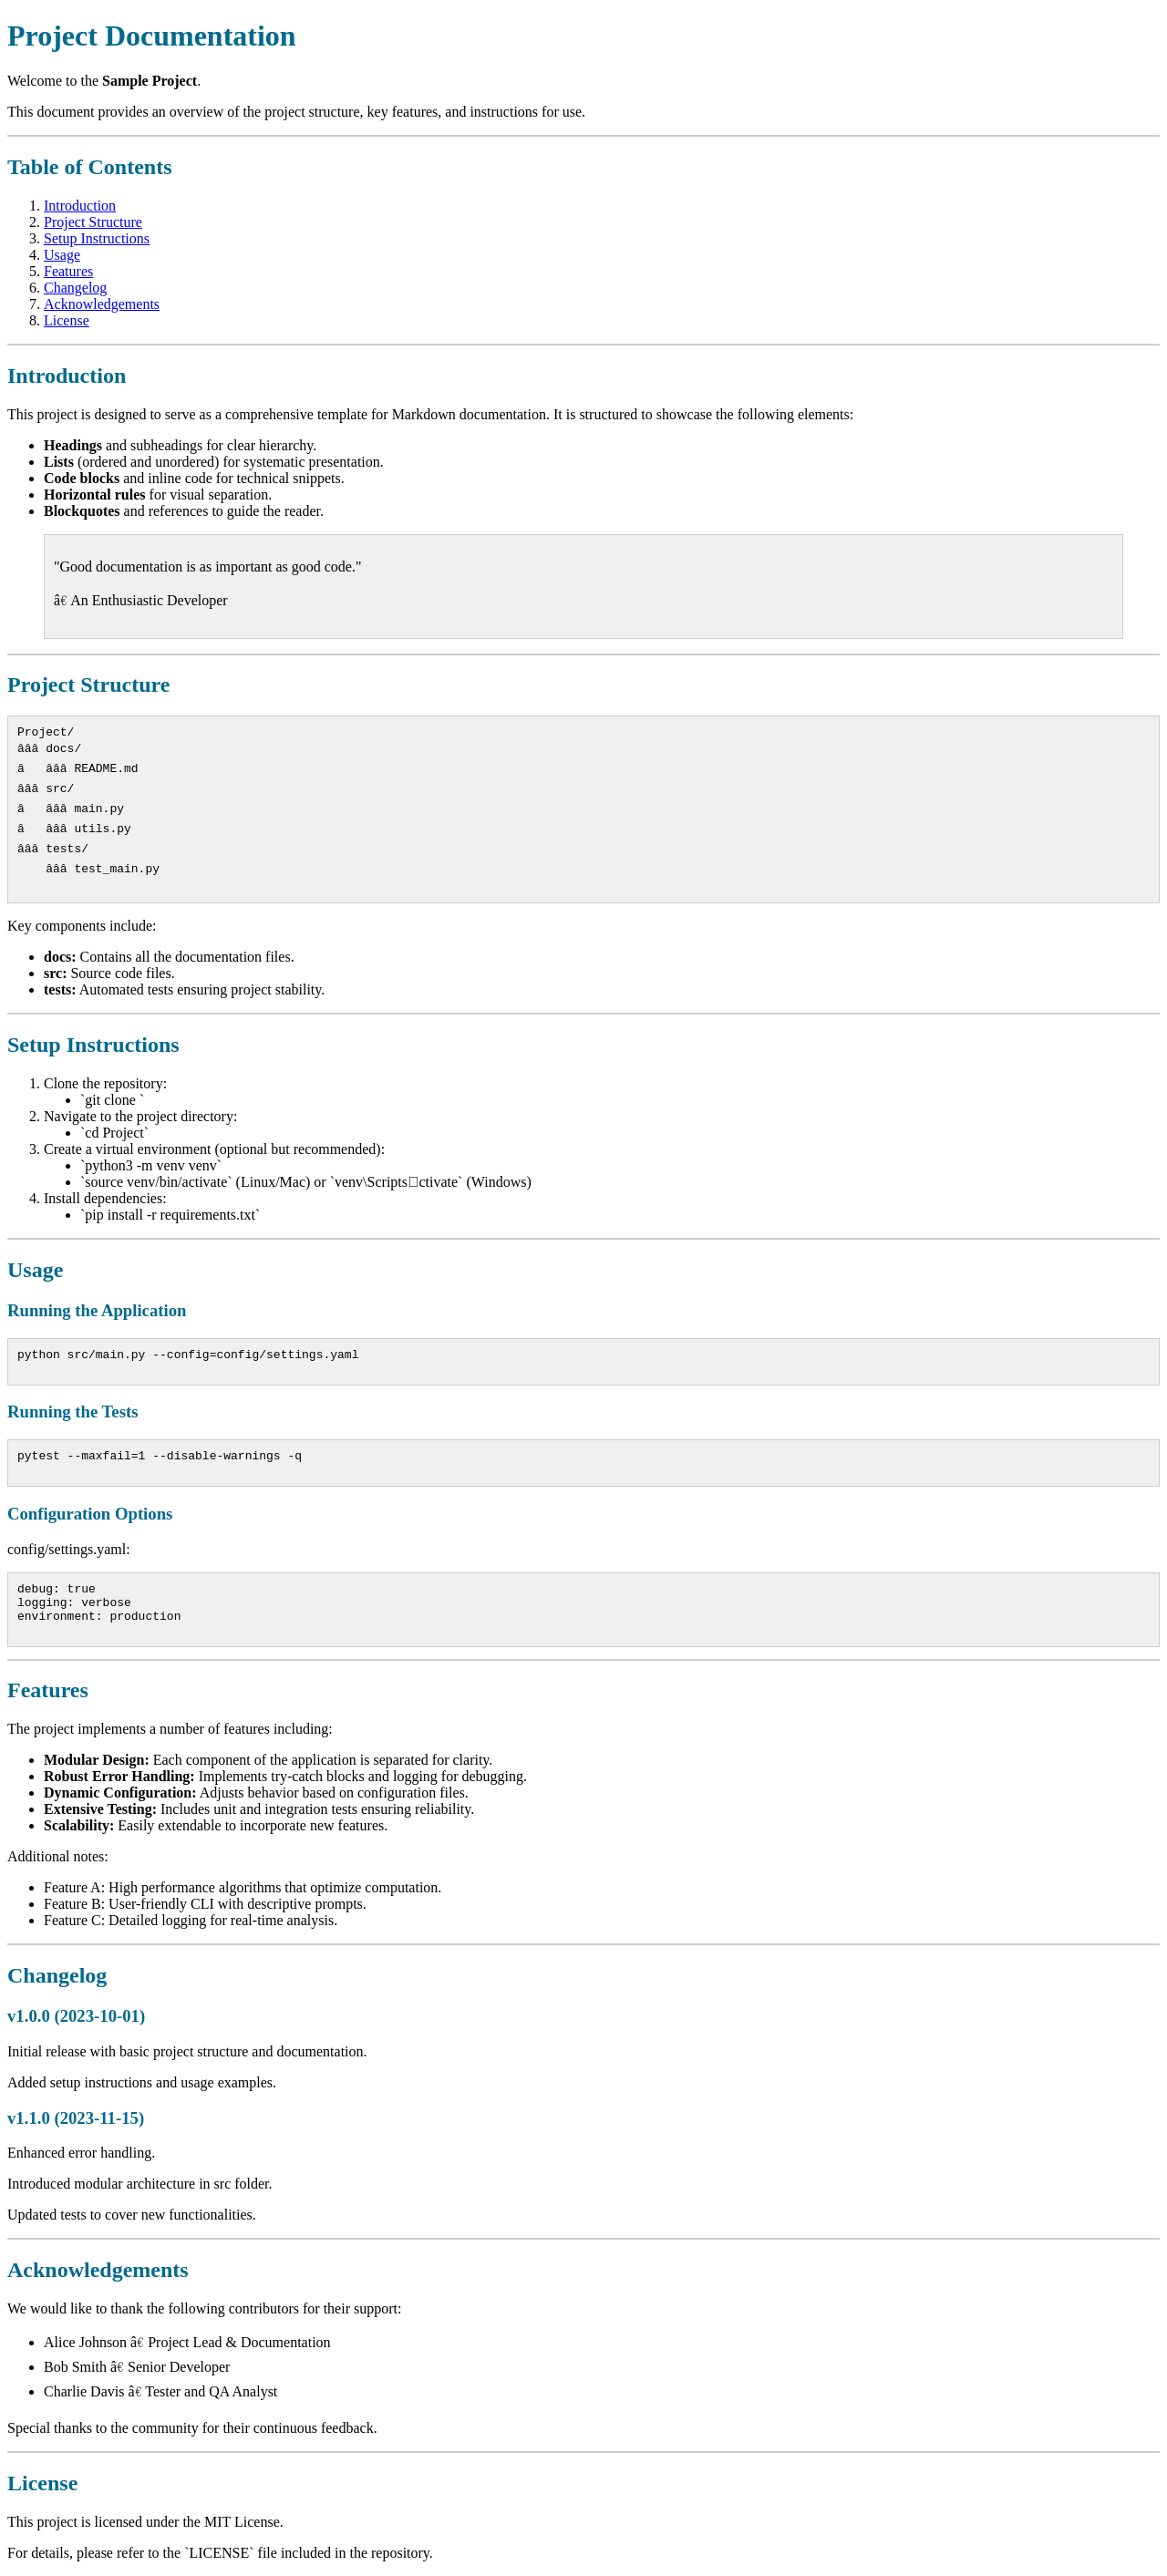 Project Documentation
Welcome to the Sample Project.
This document provides an overview of the project structure, key features, and instructions for use.
Table of Contents
1. Introduction
2. Project Structure
3. Setup Instructions
4. Usage
5. Features
6. Changelog
7. Acknowledgements
8. License
Introduction
This project is designed to serve as a comprehensive template for Markdown documentation. It is structured to showcase the following elements:
• Headings and subheadings for clear hierarchy.
• Lists (ordered and unordered) for systematic presentation.
• Code blocks and inline code for technical snippets.
• Horizontal rules for visual separation.
• Blockquotes and references to guide the reader.
"Good documentation is as important as good code."
â€ An Enthusiastic Developer
Project Structure
Project/
âââ docs/
â   âââ README.md
âââ src/
â   âââ main.py
â   âââ utils.py
âââ tests/
    âââ test_main.py
Key components include:
• docs: Contains all the documentation files.
• src: Source code files.
• tests: Automated tests ensuring project stability.
Setup Instructions
1. Clone the repository:
• `git clone `
2. Navigate to the project directory:
• `cd Project`
3. Create a virtual environment (optional but recommended):
• `python3 -m venv venv`
• `source venv/bin/activate` (Linux/Mac) or `venv\Scripts□ctivate` (Windows)
4. Install dependencies:
• `pip install -r requirements.txt`
Usage
Running the Application
python src/main.py --config=config/settings.yaml
Running the Tests
pytest --maxfail=1 --disable-warnings -q
Configuration Options
config/settings.yaml:
debug: true
logging: verbose
environment: production
Features
The project implements a number of features including:
• Modular Design: Each component of the application is separated for clarity.
• Robust Error Handling: Implements try-catch blocks and logging for debugging.
• Dynamic Configuration: Adjusts behavior based on configuration files.
• Extensive Testing: Includes unit and integration tests ensuring reliability.
• Scalability: Easily extendable to incorporate new features.
Additional notes:
• Feature A: High performance algorithms that optimize computation.
• Feature B: User-friendly CLI with descriptive prompts.
• Feature C: Detailed logging for real-time analysis.
Changelog
v1.0.0 (2023-10-01)
Initial release with basic project structure and documentation.
Added setup instructions and usage examples.
v1.1.0 (2023-11-15)
Enhanced error handling.
Introduced modular architecture in src folder.
Updated tests to cover new functionalities.
Acknowledgements
We would like to thank the following contributors for their support:
• Alice Johnson â€ Project Lead & Documentation
• Bob Smith â€ Senior Developer
• Charlie Davis â€ Tester and QA Analyst
Special thanks to the community for their continuous feedback.
License
This project is licensed under the MIT License.
For details, please refer to the `LICENSE` file included in the repository.